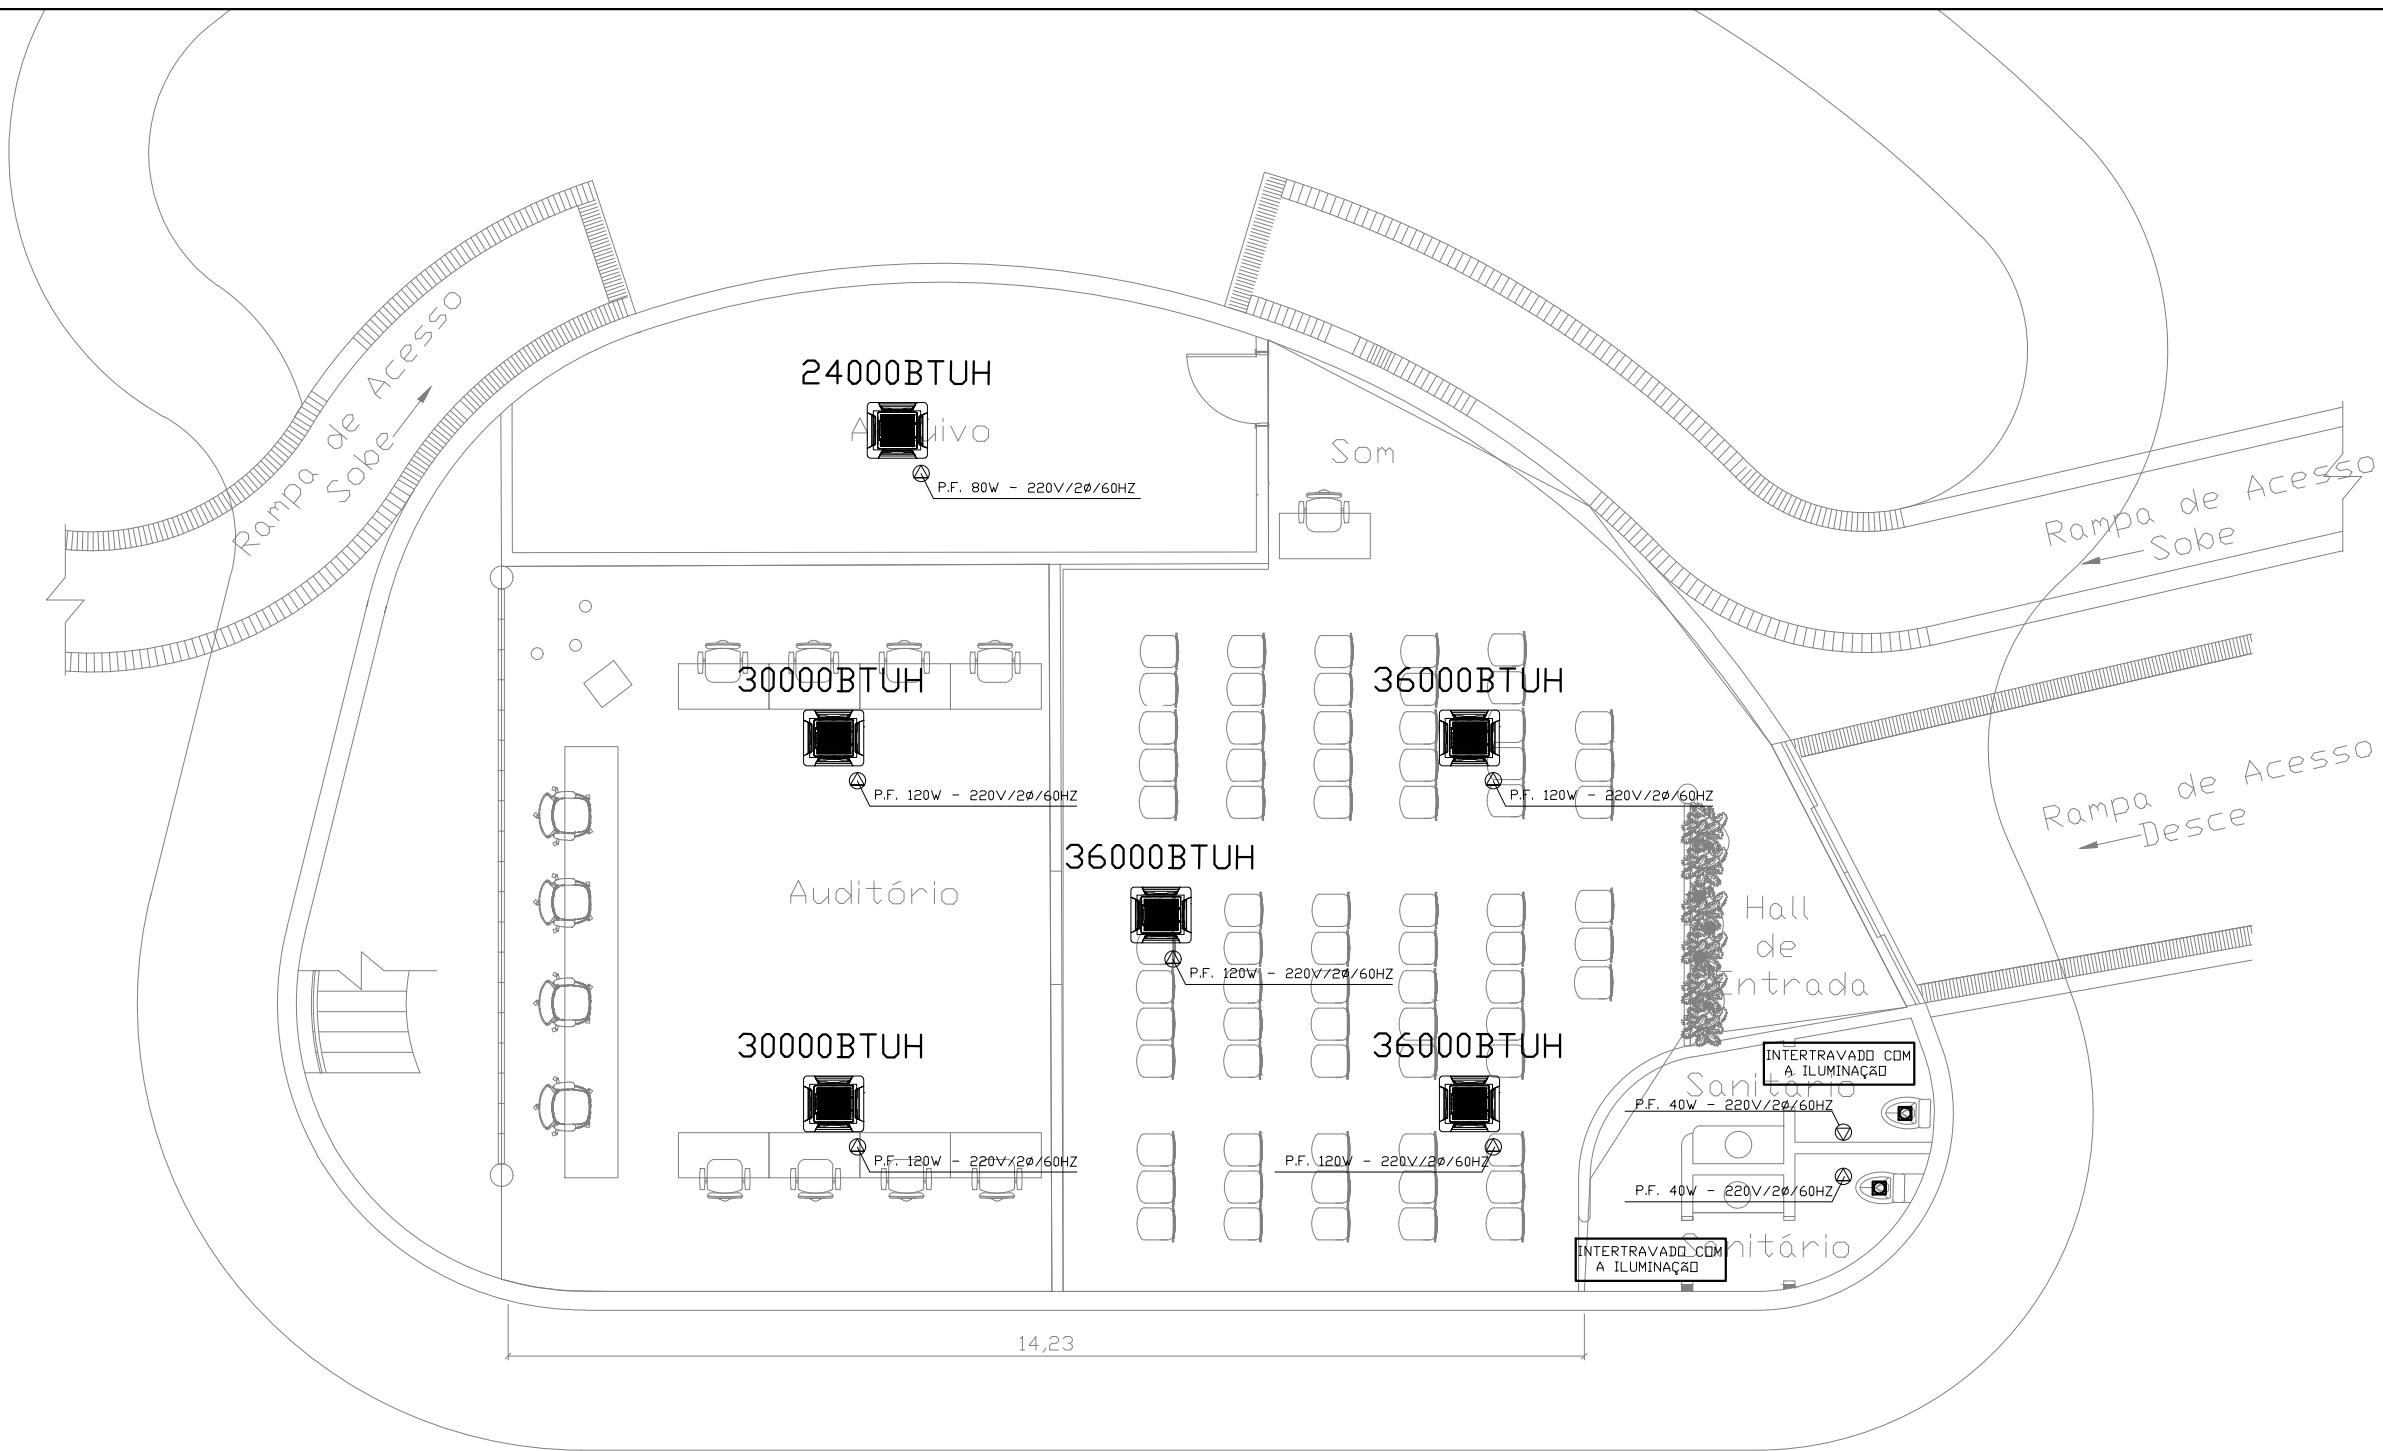 24000BTUH
Rampa de Acesso
Sobe
Som
P.F. 80W - 220V/2ø/60HZ
Rampa de Acesso
Sobe
30000BTUH
36000BTUH
P.F. 120W - 220V/2ø/60HZ
P.F. 120W - 220V/2ø/60HZ
Rampa de Acesso
Desce
36000BTUH
Auditório
Hall
de
Entrada
P.F. 120W - 220V/2ø/60HZ
30000BTUH
36000BTUH
INTERTRAVADO COM
A ILUMINAÇÃO
Sanitário
P.F. 40W - 220V/2ø/60HZ
P.F. 120W - 220V/2ø/60HZ
P.F. 120W - 220V/2ø/60HZ
P.F. 40W - 220V/2ø/60HZ
Sanitário
INTERTRAVADO COM
A ILUMINAÇÃO
14,23